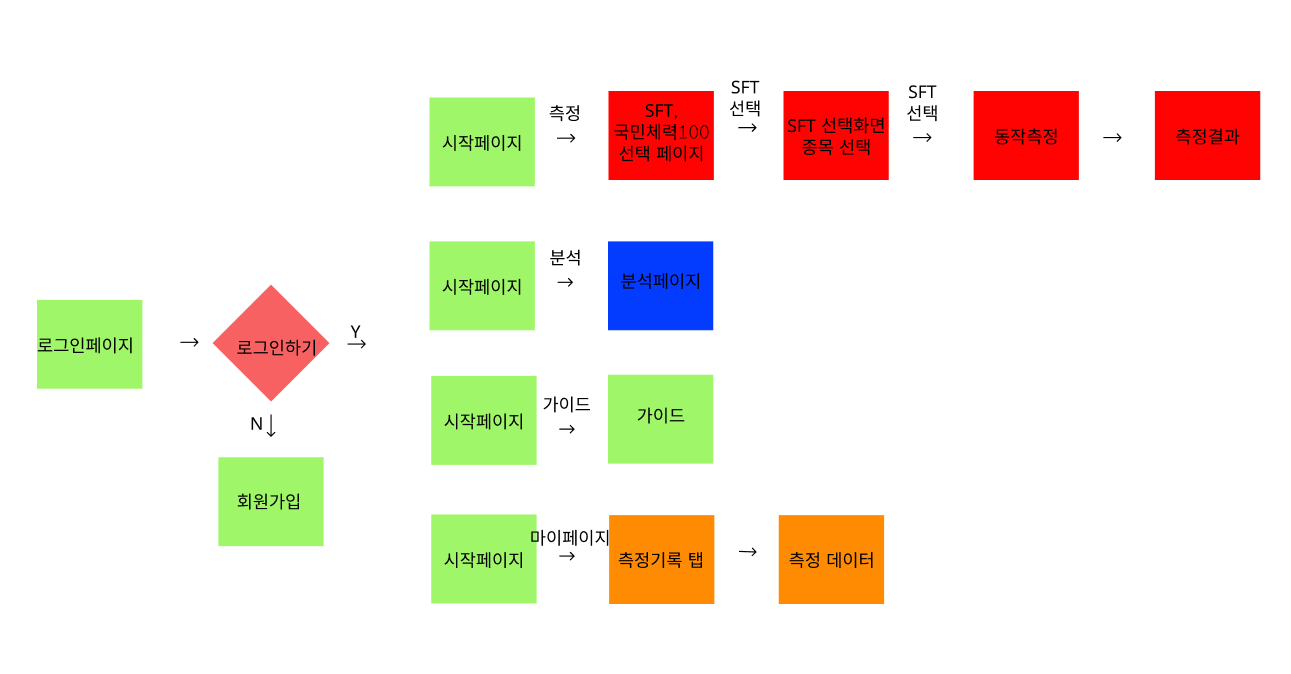 시작페이지
측정
→
SFT,
국민체력100
선택 페이지
SFT
선택
→
SFT 선택화면
종목 선택
SFT
선택
→
동작측정
→
측정결과
시작페이지
분석
→
분석페이지
로그인페이지
→
로그인하기
Y
→
N ↓
회원가입
시작페이지
가이드
→
가이드
시작페이지
마이페이지
→
측정기록 탭
→
측정 데이터